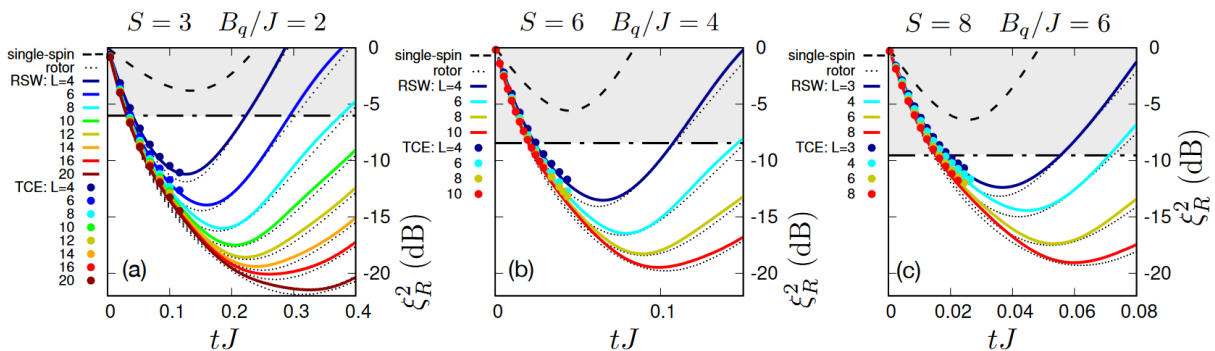 S = 3 B_q/J = 2
single-spin
rotor
RSW: L=4
6
8
10
12
14
16
20
TCE: L=4
6
8
10
12
14
16
20
(a)
0
-5
-10
-15
-20
0
0.1
0.2
0.3
0.4
tJ
ξ_R^2 (dB)
S = 6 B_q/J = 4
single-spin
rotor
RSW: L=4
6
8
10
TCE: L=4
6
8
10
(b)
0
-5
-10
-15
-20
0
0.1
tJ
ξ_R^2 (dB)
S = 8 B_q/J = 6
single-spin
rotor
RSW: L=3
4
6
8
TCE: L=3
4
6
8
(c)
0
-5
-10
-15
-20
0
0.02
0.04
0.06
0.08
tJ
ξ_R^2 (dB)